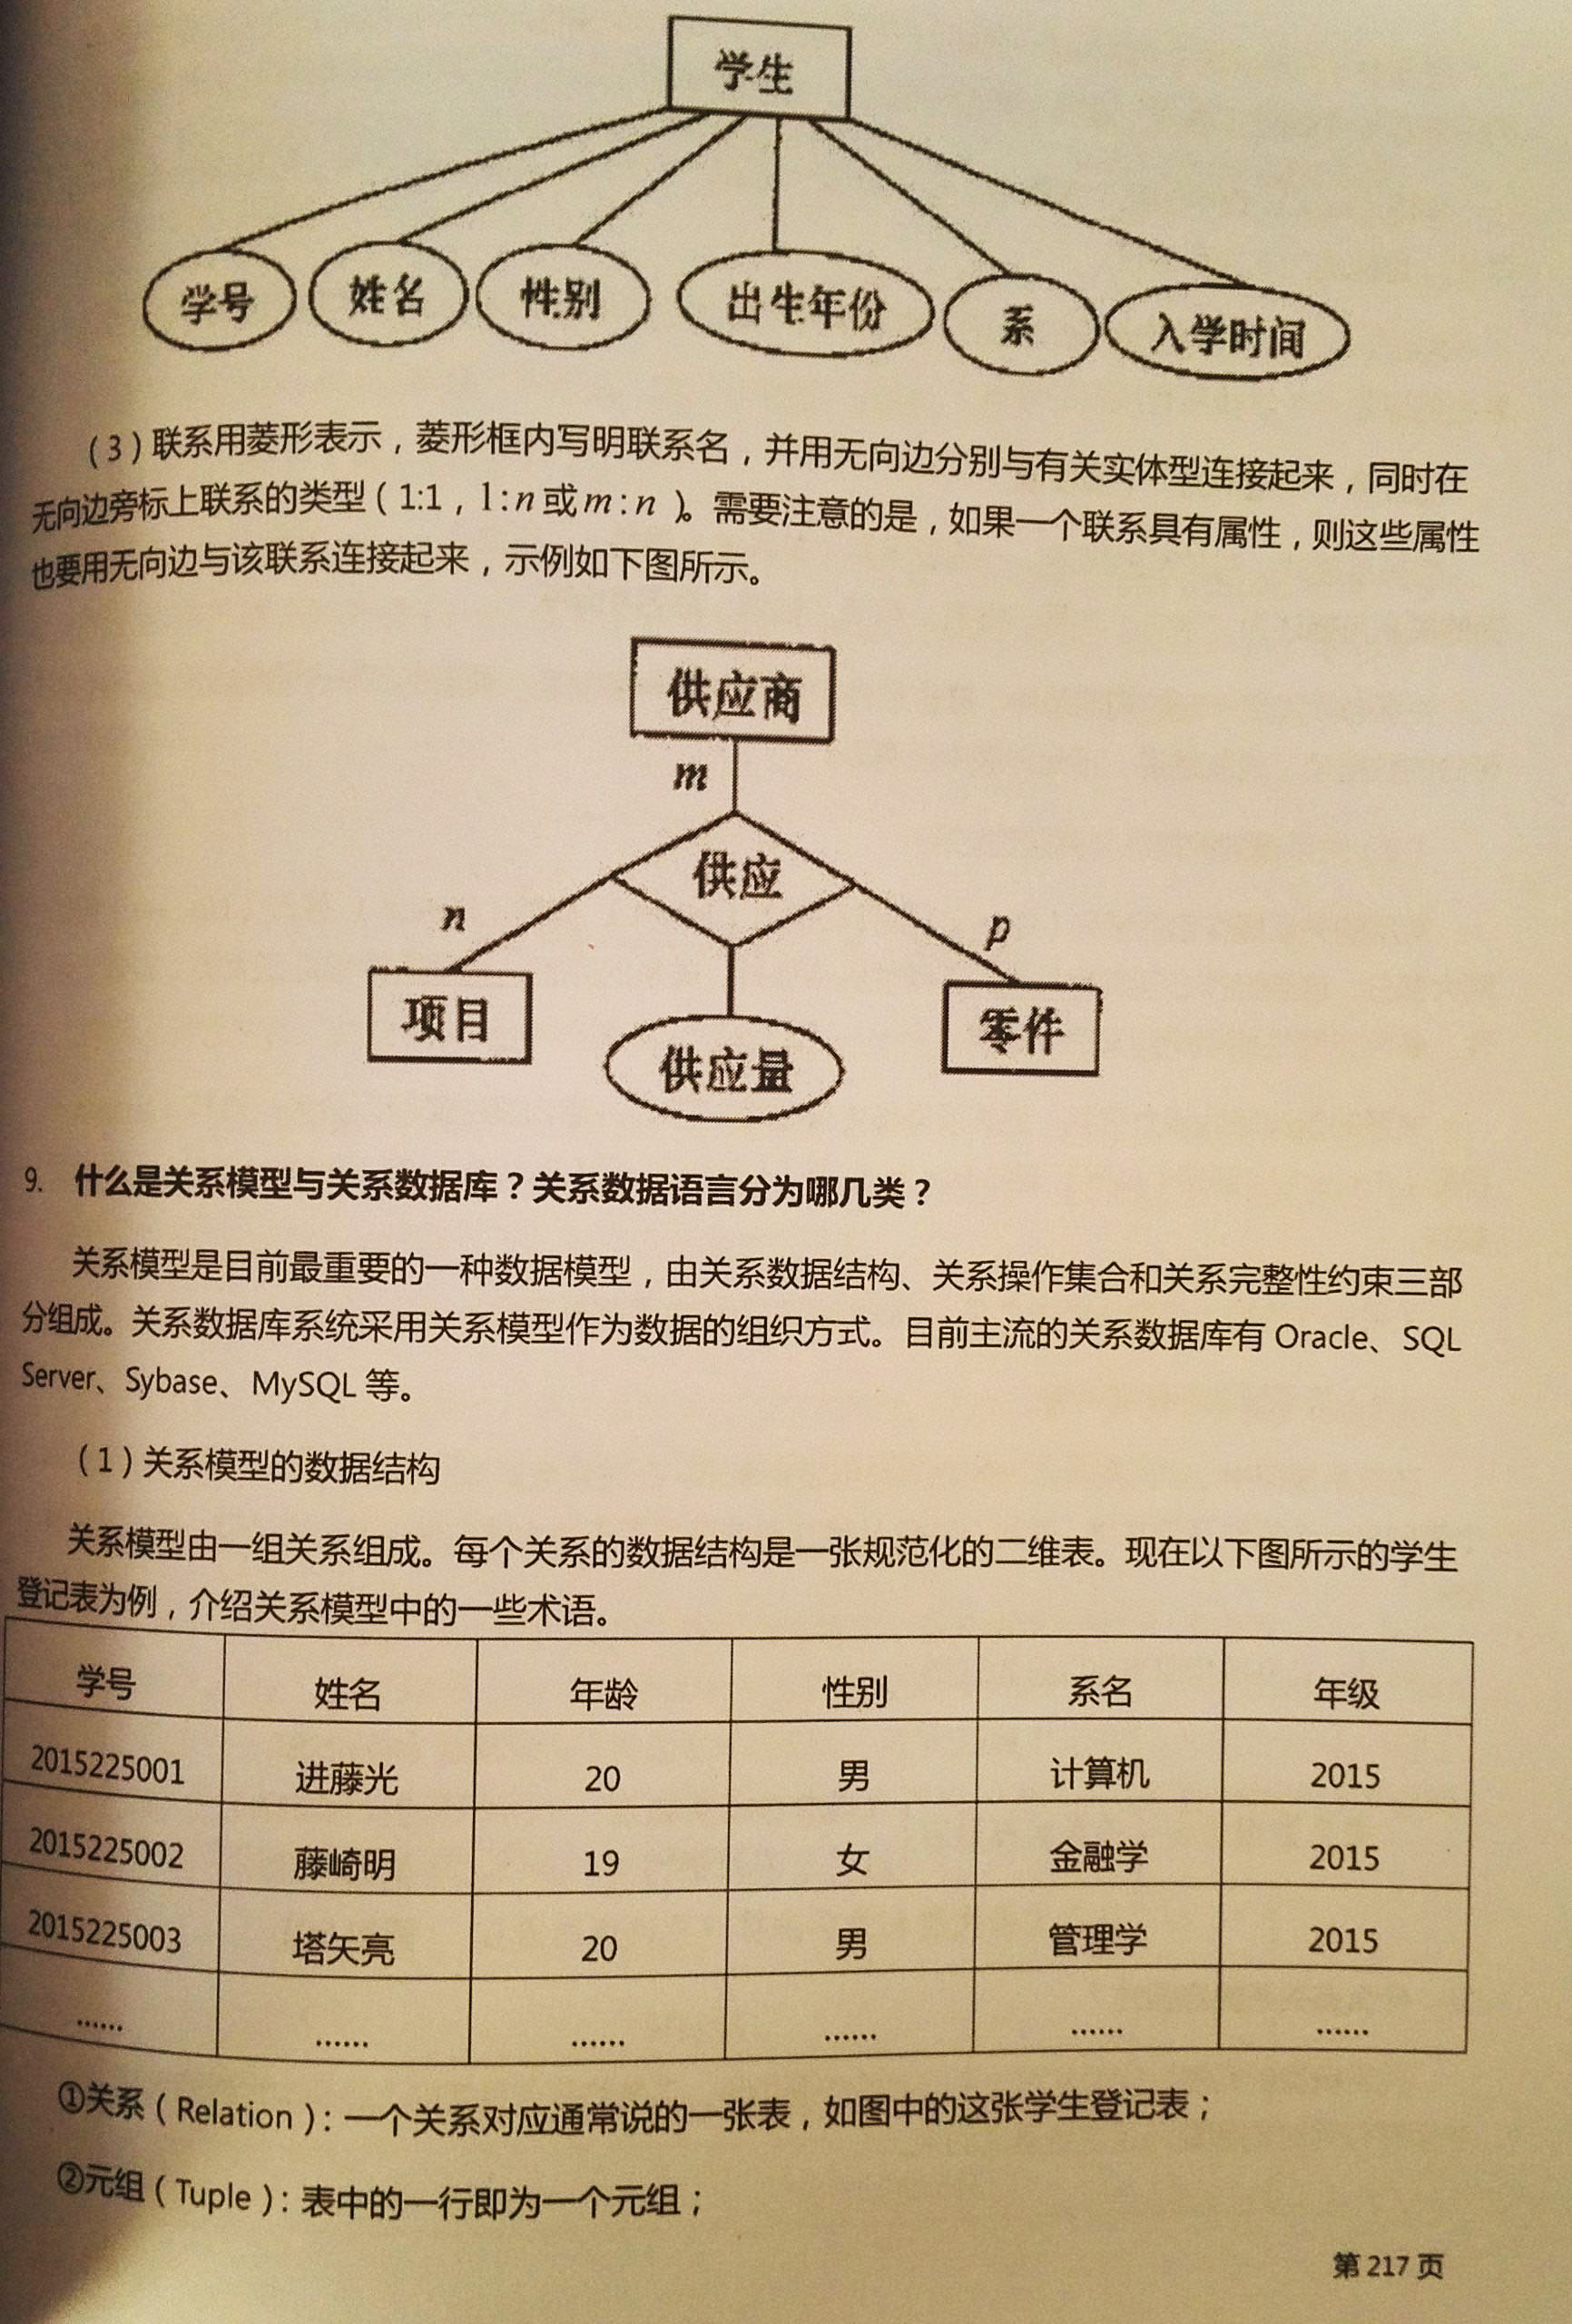 学生
学号 姓名 性别 出生年份 系 入学时间
（3）联系用菱形表示，菱形框内写明联系名，并用无向边分别与有关实体型连接起来，同时在
无向边旁标上联系的类型（1:1，1:n或m:n）。需要注意的是，如果一个联系具有属性，则这些属性
也要用无向边与该联系连接起来，示例如下图所示。
供应商
m
供应
n
p
项目
零件
供应量
9. 什么是关系模型与关系数据库？关系数据语言分为哪几类？
关系模型是目前最重要的一种数据模型，由关系数据结构、关系操作集合和关系完整性约束三部
分组成。关系数据库系统采用关系模型作为数据的组织方式。目前主流的关系数据库有 Oracle、SQL
Server、Sybase、MySQL 等。
（1）关系模型的数据结构
关系模型由一组关系组成。每个关系的数据结构是一张规范化的二维表。现在以下图所示的学生
登记表为例，介绍关系模型中的一些术语。
学号 姓名 年龄 性别 系名 年级
2015225001 进藤光 20 男 计算机 2015
2015225002 藤崎明 19 女 金融学 2015
2015225003 塔矢亮 20 男 管理学 2015
…… …… …… …… …… ……
①关系（Relation）：一个关系对应通常说的一张表，如图中的这张学生登记表；
②元组（Tuple）：表中的一行即为一个元组；
第 217 页